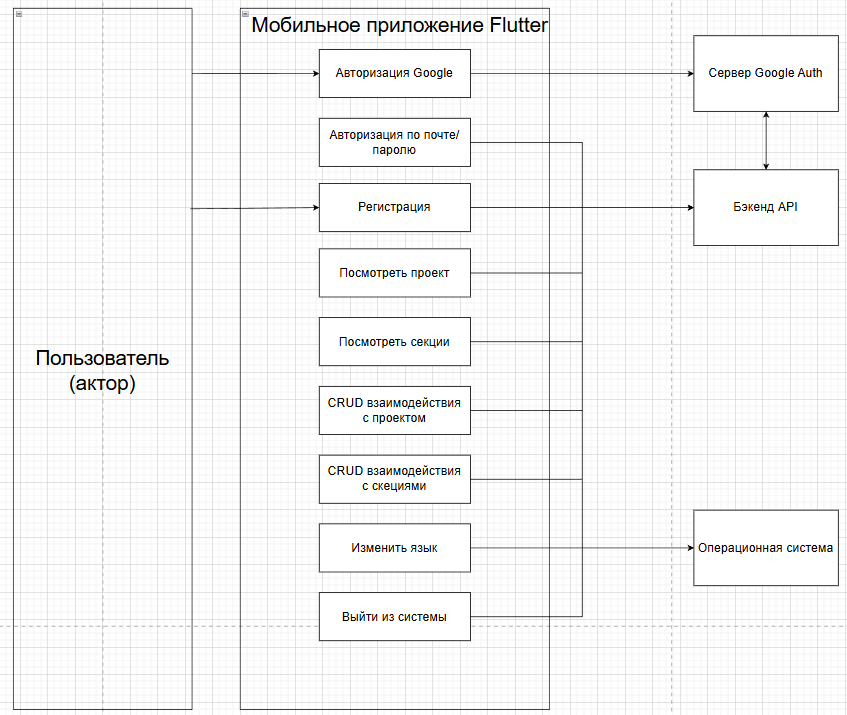 Мобильное приложение Flutter
Авторизация Google
Сервер Google Auth
Авторизация по почте/
паролю
Регистрация
Бэкенд API
Посмотреть проект
Посмотреть секции
Пользователь
(актор)
CRUD взаимодействия
с проектом
CRUD взаимодействия
с скециями
Изменить язык
Операционная система
Выйти из системы